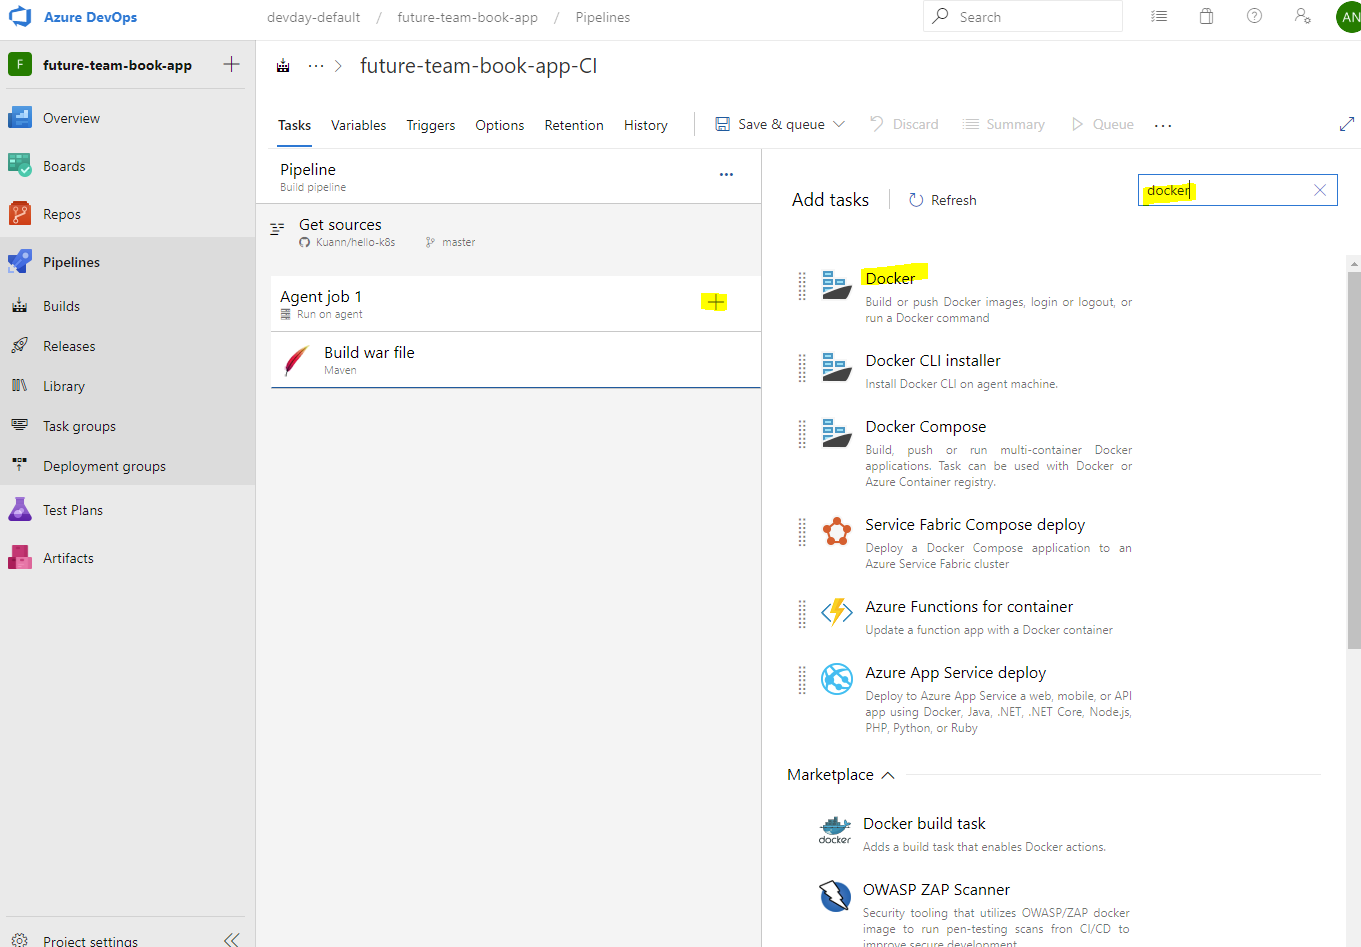 Azure DevOps
devday-default / future-team-book-app / Pipelines
Search
AN
F future-team-book-app
Overview
Boards
Repos
Pipelines
Builds
Releases
Library
Task groups
Deployment groups
Test Plans
Artifacts
Project settings
future-team-book-app-CI
Tasks Variables Triggers Options Retention History Save & queue Discard Summary Queue ...
Pipeline
Build pipeline
Get sources
Kuann/hello-k8s master
Agent job 1
Run on agent
Build war file
Maven
Add tasks Refresh
docker
Docker
Build or push Docker images, login or logout, or
run a Docker command
Docker CLI installer
Install Docker CLI on agent machine.
Docker Compose
Build, push or run multi-container Docker
applications. Task can be used with Docker or
Azure Container registry.
Service Fabric Compose deploy
Deploy a Docker Compose application to an
Azure Service Fabric cluster
Azure Functions for container
Update a function app with a Docker container
Azure App Service deploy
Deploy to Azure App Service a web, mobile, or API
app using Docker, Java, .NET, .NET Core, Node.js,
PHP, Python, or Ruby
Marketplace
docker
Docker build task
Adds a build task that enables Docker actions.
OWASP ZAP Scanner
Security tooling that utilizes OWASP/ZAP docker
image to run pen-testing scans fron CI/CD to
improve secure development